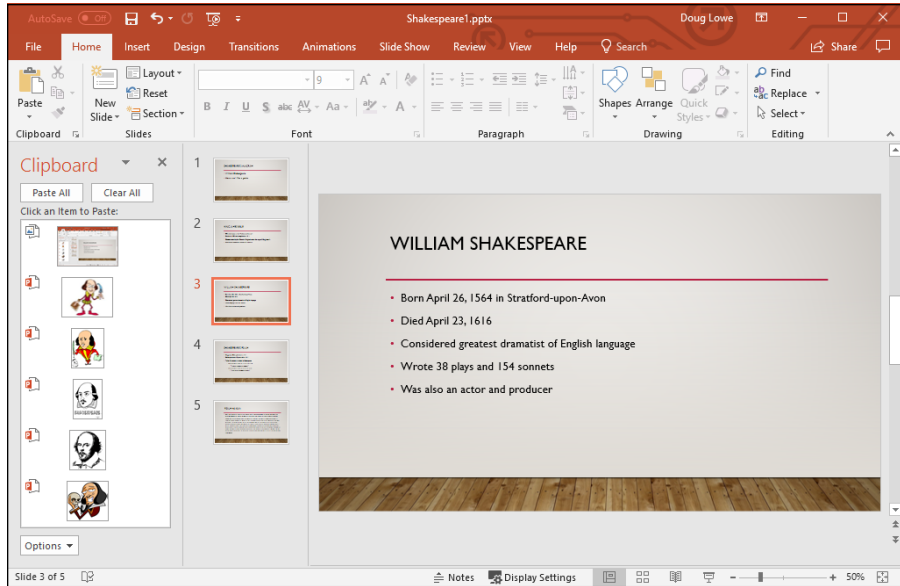 AutoSave Off Shakespeare1.pptx Doug Lowe
File Home Insert Design Transitions Animations Slide Show Review View Help Search Share
Paste
New
Slide
Layout
Reset
Section
9
B I U S abc AV Aa A
Shapes Arrange Quick
Styles
Find
Replace
Select
Clipboard Slides Font Paragraph Drawing Editing
Clipboard
Paste All Clear All
Click an Item to Paste:
Options
1
2
3
4
5
WILLIAM SHAKESPEARE
• Born April 26, 1564 in Stratford-upon-Avon
• Died April 23, 1616
• Considered greatest dramatist of English language
• Wrote 38 plays and 154 sonnets
• Was also an actor and producer
Slide 3 of 5 Notes Display Settings 50%